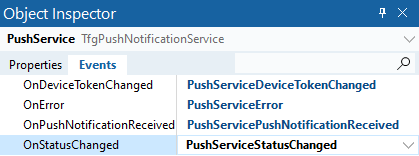 Object Inspector
PushService TfgPushNotificationService
Properties Events
OnDeviceTokenChanged PushServiceDeviceTokenChanged
OnError PushServiceError
OnPushNotificationReceived PushServicePushNotificationReceived
OnStatusChanged PushServiceStatusChanged